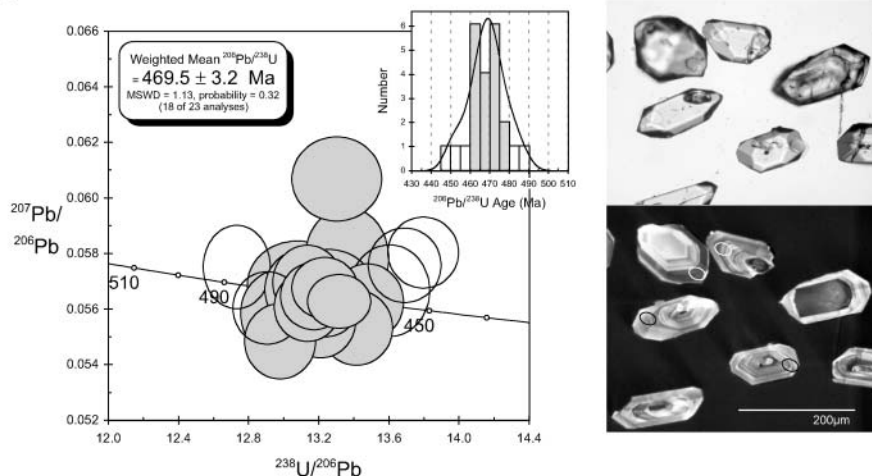 0.066
0.064
0.062
0.060
0.058
0.056
0.054
0.052
²⁰⁷Pb/
²⁰⁶Pb
Weighted Mean ²⁰⁶Pb/²³⁸U
= 469.5 ± 3.2 Ma
MSWD = 1.13, probability = 0.32
(18 of 23 analyses)
510
490
450
12.0 12.4 12.8 13.2 13.6 14.0 14.4
²³⁸U/²⁰⁶Pb
6
5
4
3
2
1
0
Number
430 440 450 460 470 480 490 500 510
²⁰⁶Pb/²³⁸U Age (Ma)
200µm